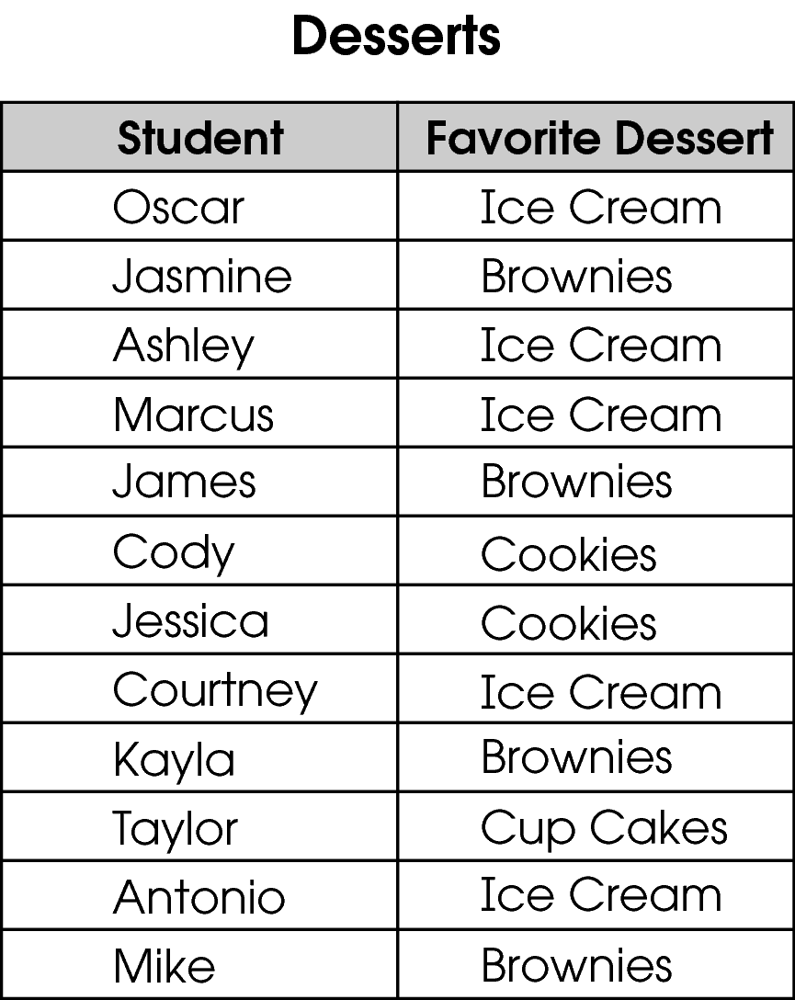 Desserts
Student Favorite Dessert
Oscar Ice Cream
Jasmine Brownies
Ashley Ice Cream
Marcus Ice Cream
James Brownies
Cody Cookies
Jessica Cookies
Courtney Ice Cream
Kayla Brownies
Taylor Cup Cakes
Antonio Ice Cream
Mike Brownies